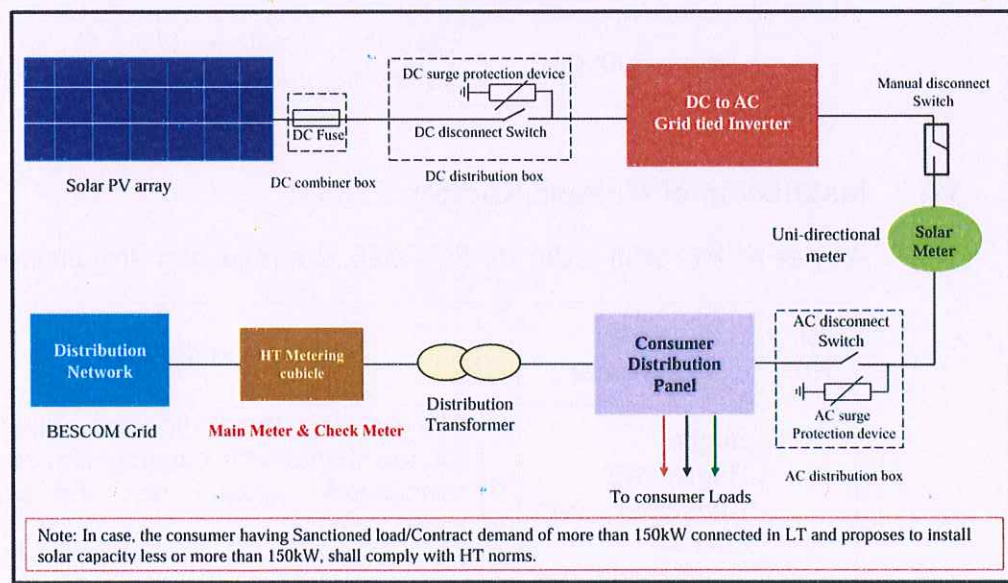 DC surge protection device
DC Fuse
DC disconnect Switch
DC to AC
Grid tied Inverter
Manual disconnect
Switch
Solar PV array
DC combiner box
DC distribution box
Uni-directional
meter
Solar
Meter
AC disconnect
Switch
AC surge
Protection device
AC distribution box
Consumer
Distribution
Panel
To consumer Loads
Distribution
Transformer
HT Metering
cubicle
Main Meter & Check Meter
Distribution
Network
BESCOM Grid
Note: In case, the consumer having Sanctioned load/Contract demand of more than 150kW connected in LT and proposes to install
solar capacity less or more than 150kW, shall comply with HT norms.